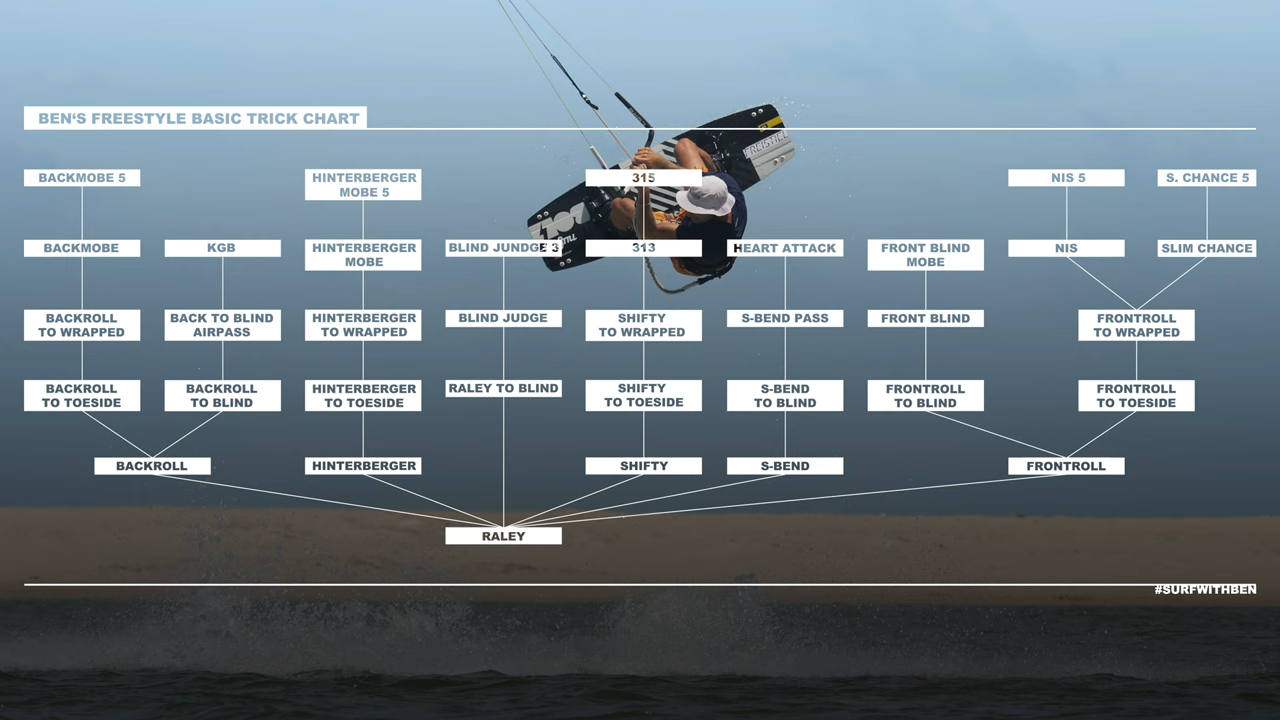 BEN'S FREESTYLE BASIC TRICK CHART
BACKMOBE 5
HINTERBERGER
MOBE 5
315
NIS 5
S. CHANCE 5
BACKMOBE
KGB
HINTERBERGER
MOBE
BLIND JUNDGE 3
313
HEART ATTACK
FRONT BLIND
MOBE
NIS
SLIM CHANCE
BACKROLL
TO WRAPPED
BACK TO BLIND
AIRPASS
HINTERBERGER
TO WRAPPED
BLIND JUDGE
SHIFTY
TO WRAPPED
S-BEND PASS
FRONT BLIND
FRONTROLL
TO WRAPPED
BACKROLL
TO TOESIDE
BACKROLL
TO BLIND
HINTERBERGER
TO TOESIDE
RALEY TO BLIND
SHIFTY
TO TOESIDE
S-BEND
TO BLIND
FRONTROLL
TO BLIND
FRONTROLL
TO TOESIDE
BACKROLL
HINTERBERGER
SHIFTY
S-BEND
FRONTROLL
RALEY
#SURFWITHBEN